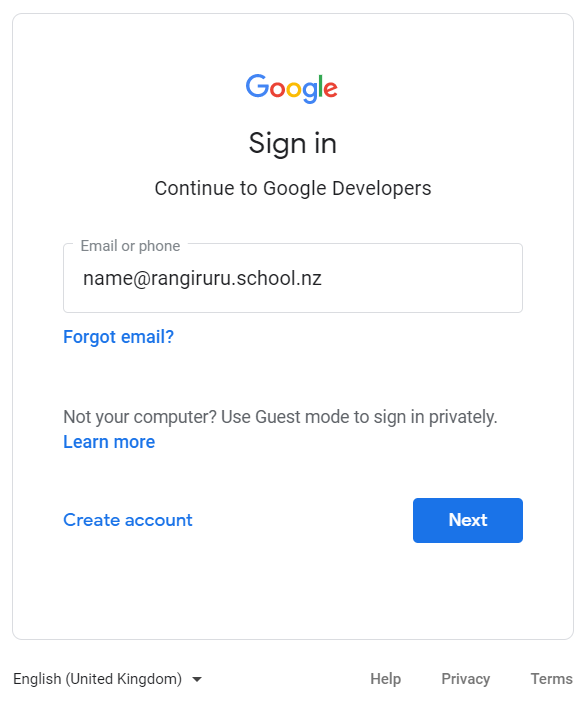 Google
Sign in
Continue to Google Developers
Email or phone
name@rangiruru.school.nz
Forgot email?
Not your computer? Use Guest mode to sign in privately.
Learn more
Create account
Next
English (United Kingdom)
Help Privacy Terms